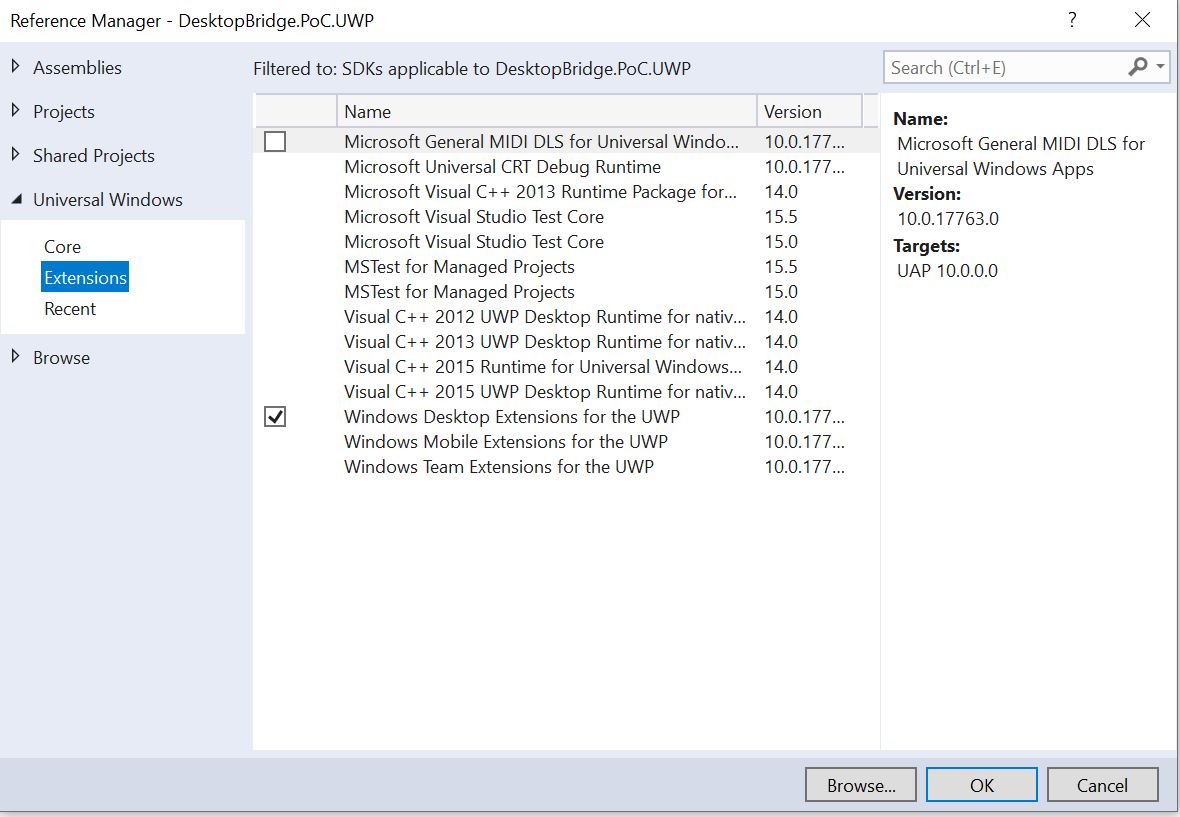 Reference Manager - DesktopBridge.PoC.UWP
?
Assemblies
Projects
Shared Projects
Universal Windows
Core
Extensions
Recent
Browse
Filtered to: SDKs applicable to DesktopBridge.PoC.UWP
Search (Ctrl+E)
Name Version
Microsoft General MIDI DLS for Universal Windo... 10.0.177...
Microsoft Universal CRT Debug Runtime 10.0.177...
Microsoft Visual C++ 2013 Runtime Package for... 14.0
Microsoft Visual Studio Test Core 15.5
Microsoft Visual Studio Test Core 15.0
MSTest for Managed Projects 15.5
MSTest for Managed Projects 15.0
Visual C++ 2012 UWP Desktop Runtime for nativ... 14.0
Visual C++ 2013 UWP Desktop Runtime for nativ... 14.0
Visual C++ 2015 Runtime for Universal Windows... 14.0
Visual C++ 2015 UWP Desktop Runtime for nativ... 14.0
Windows Desktop Extensions for the UWP 10.0.177...
Windows Mobile Extensions for the UWP 10.0.177...
Windows Team Extensions for the UWP 10.0.177...
Name:
Microsoft General MIDI DLS for
Universal Windows Apps
Version:
10.0.17763.0
Targets:
UAP 10.0.0.0
Browse... OK Cancel